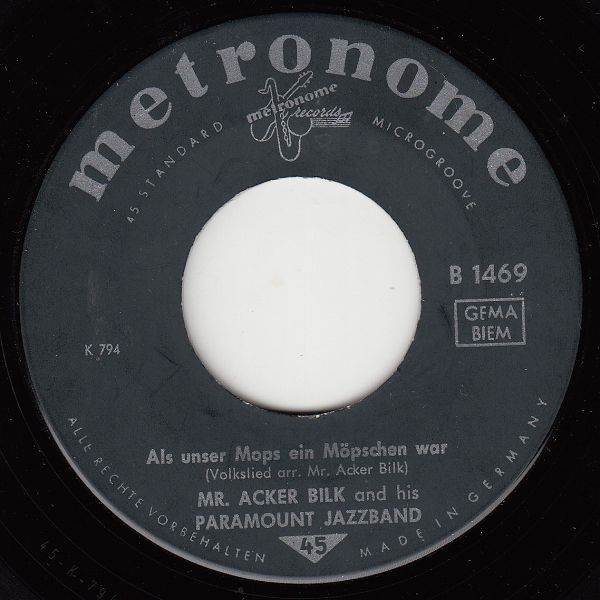 metronome
metronome
records
45 STANDARD
MICROGROOVE
B 1469
GEMA
BIEM
K 794
Als unser Mops ein Möpschen war
(Volkslied arr. Mr. Acker Bilk)
MR. ACKER BILK and his
PARAMOUNT JAZZBAND
45
ALLE RECHTE VORBEHALTEN
MADE IN GERMANY